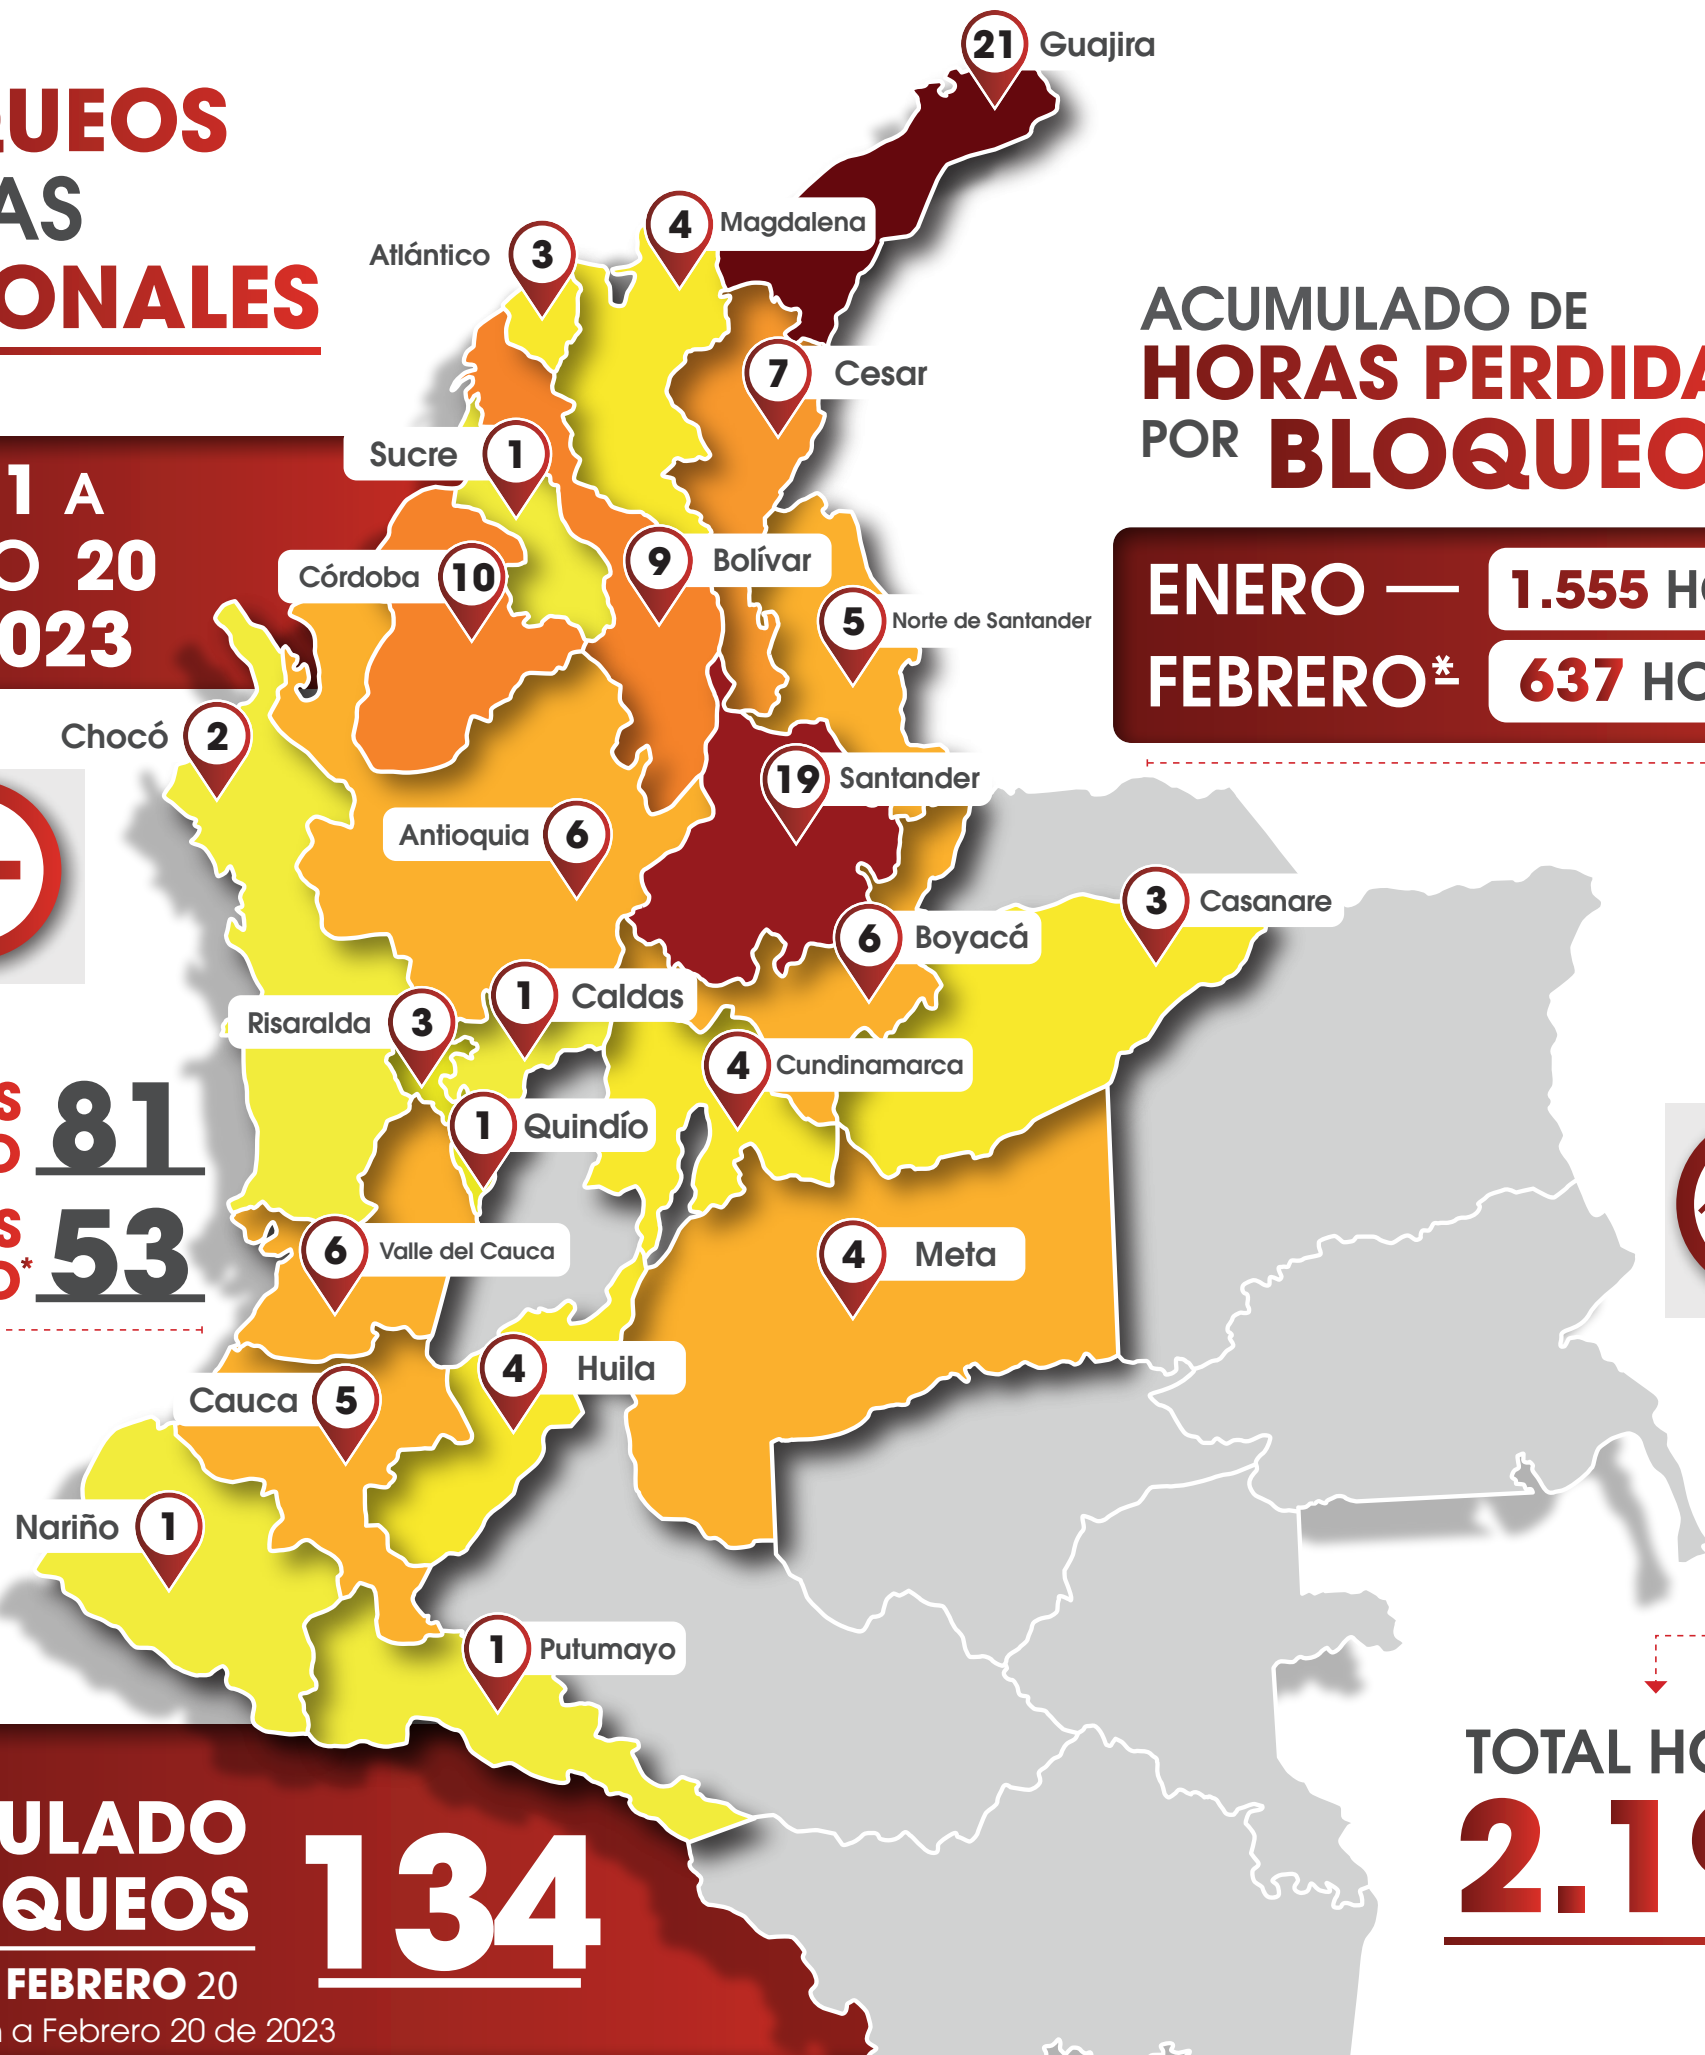 QUEOS
AS
ONALES
1 A
O 20
2023
21 Guajira
4 Magdalena
Atlántico 3
7 Cesar
Sucre 1
9 Bolívar
Córdoba 10
5 Norte de Santander
Chocó 2
19 Santander
Antioquia 6
3 Casanare
6 Boyacá
1 Caldas
Risaralda 3
4 Cundinamarca
1 Quindío
6 Valle del Cauca
4 Meta
4 Huila
Cauca 5
Nariño 1
1 Putumayo
S
O 81
S
O* 53
ACUMULADO DE
HORAS PERDIDA
POR BLOQUEO
ENERO — 1.555 HO
FEBRERO* - 637 HO
TOTAL HO
2.19
ULADO
QUEOS
134
FEBRERO 20
a Febrero 20 de 2023